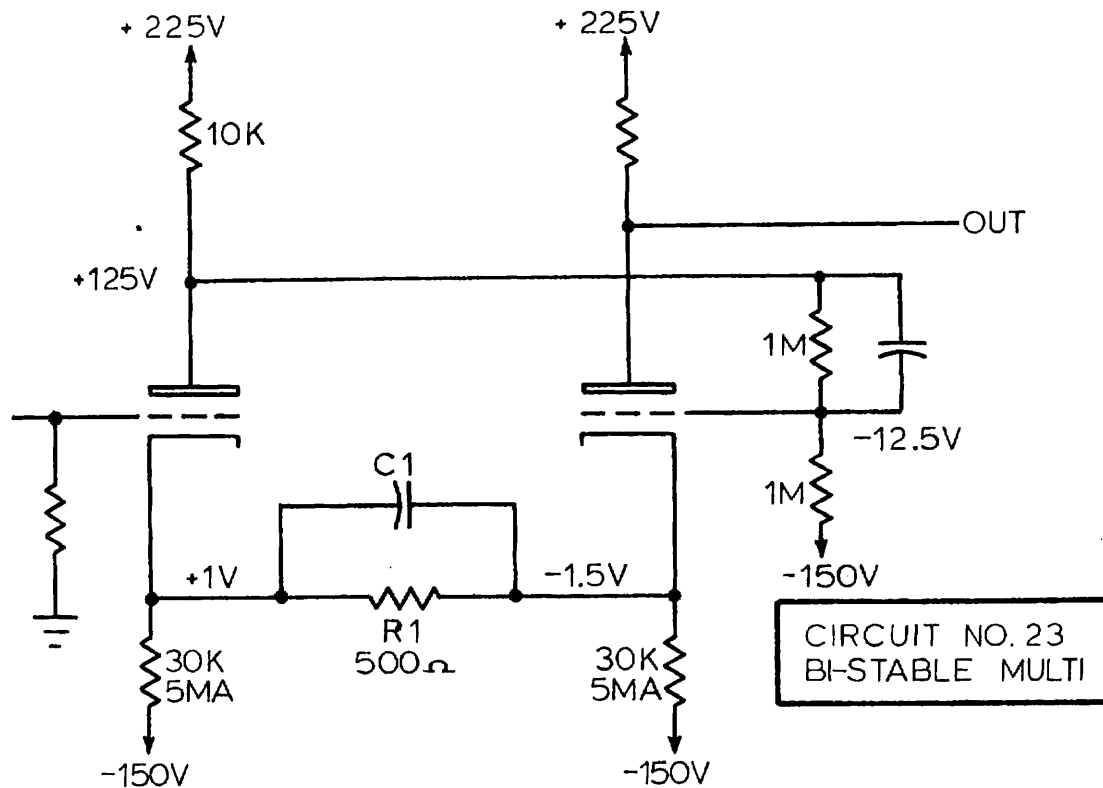 + 225V
+ 225V
10K
OUT
+125V
1M
-12.5V
C1
1M
+1V
-1.5V
-150V
R1
500Ω
30K
5MA
30K
5MA
CIRCUIT NO. 23
BI-STABLE MULTI
-150V
-150V